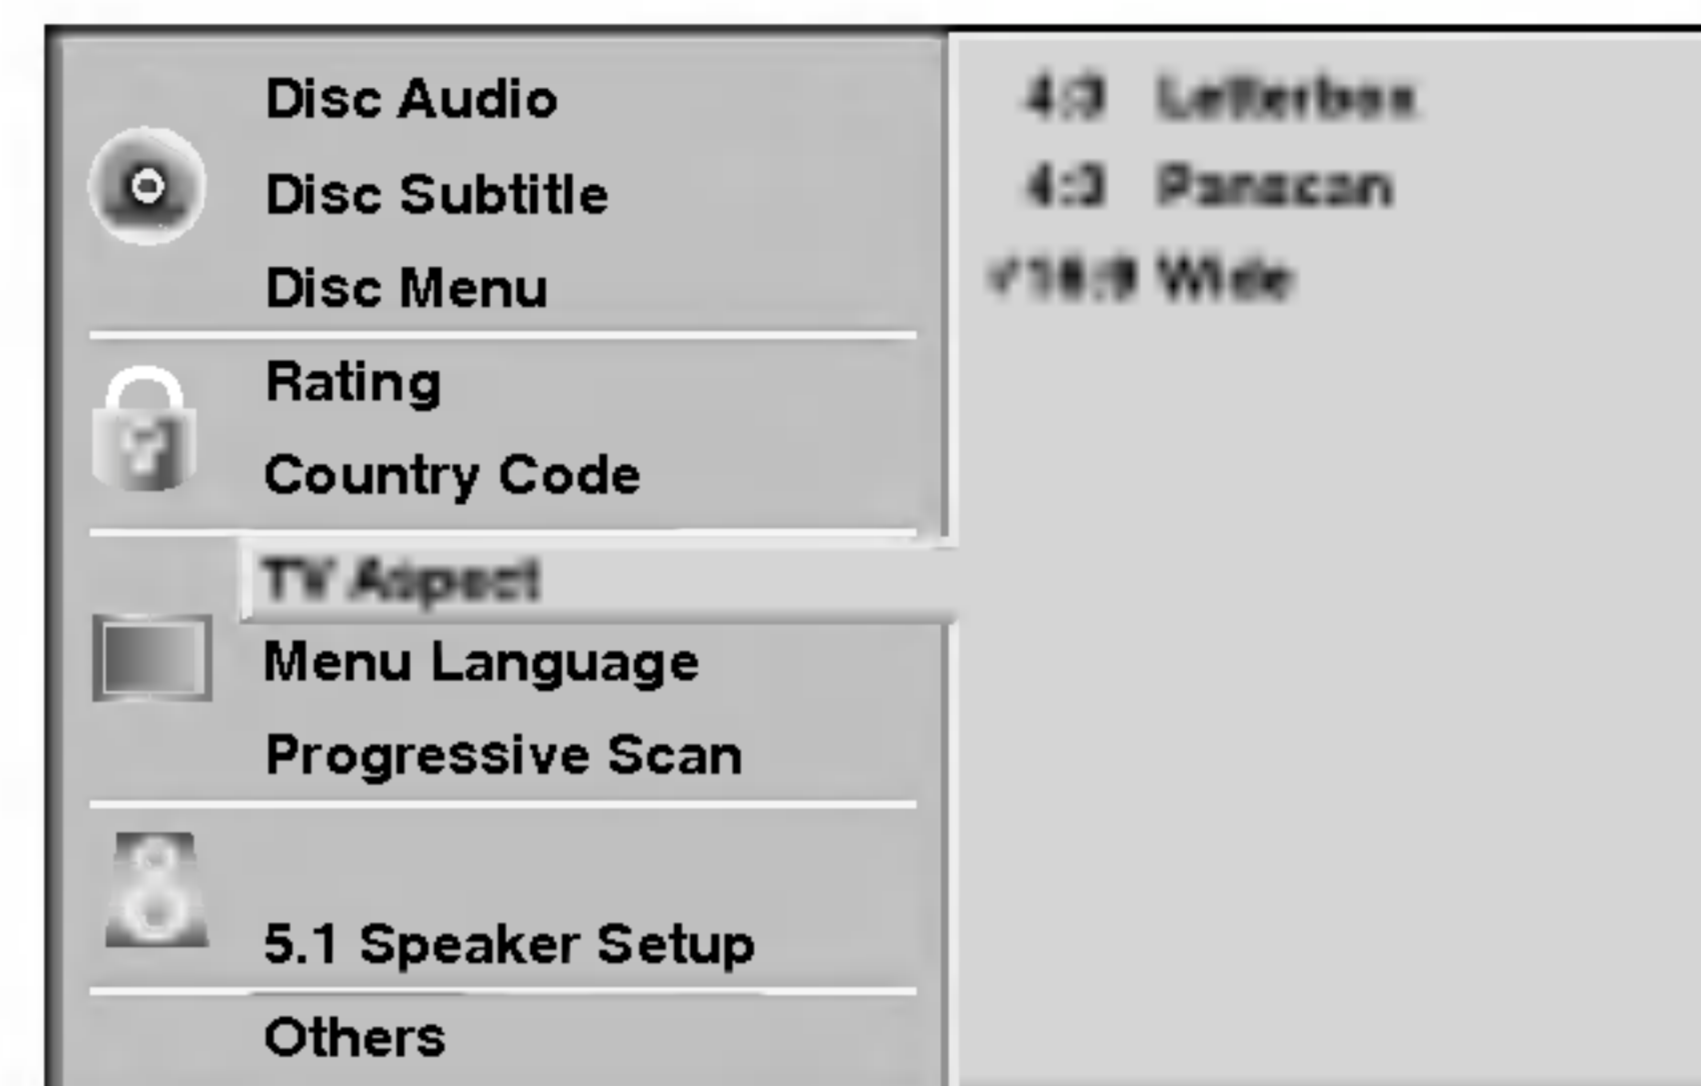 Disc Audio
Disc Subtitle
Disc Menu
Rating
Country Code
TV Aspect
Menu Language
Progressive Scan
5.1 Speaker Setup
Others
4:3 Letterbox
4:3 Panscan
✓16:9 Wide